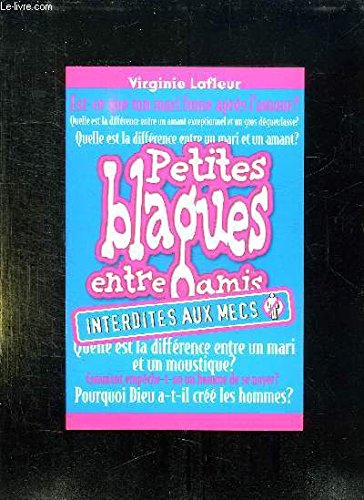 Le-livre.com
Virginie Lafleur
Est-ce que ton mari fume après l'amour?
Quelle est la différence entre un amant exceptionnel et un gros dégueulasse?
Quelle est la différence entre un mari et un amant?
Petites
blagues
entre amis
INTERDITES AUX MECS
Quelle est la différence entre un mari
et un moustique?
Comment empêche-t-on un homme de se noyer?
Pourquoi Dieu a-t-il créé les hommes?